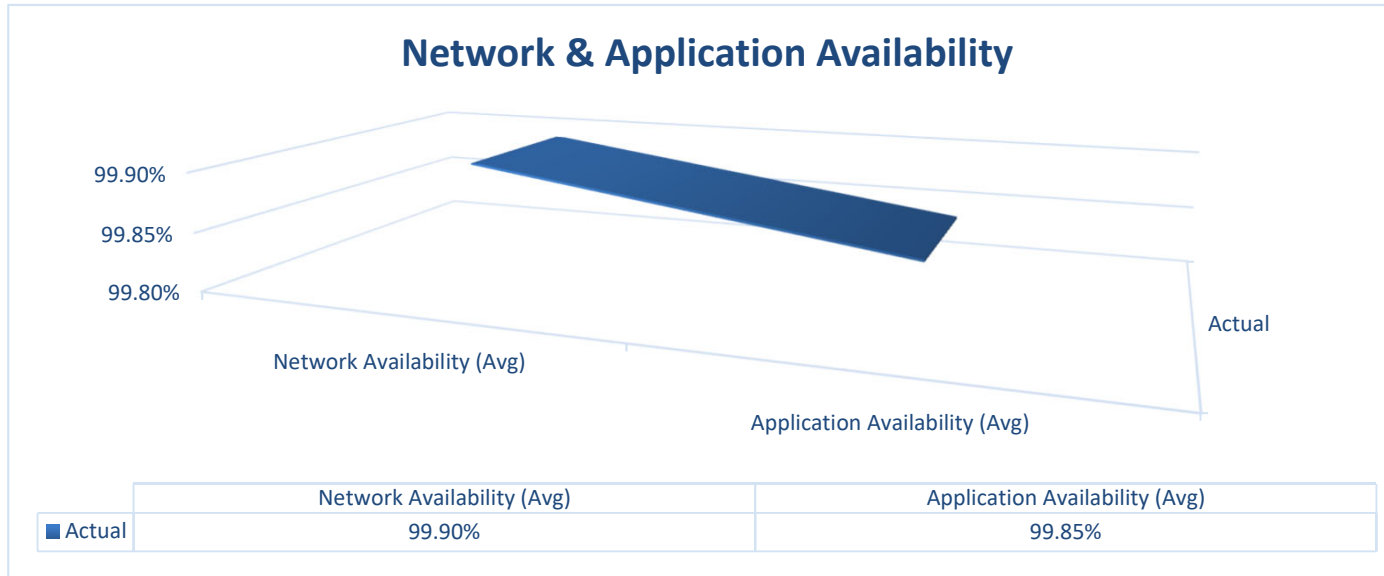 Network & Application Availability
99.90%
99.85%
99.80%
Actual
Network Availability (Avg)
Application Availability (Avg)
Network Availability (Avg) Application Availability (Avg)
Actual 99.90% 99.85%